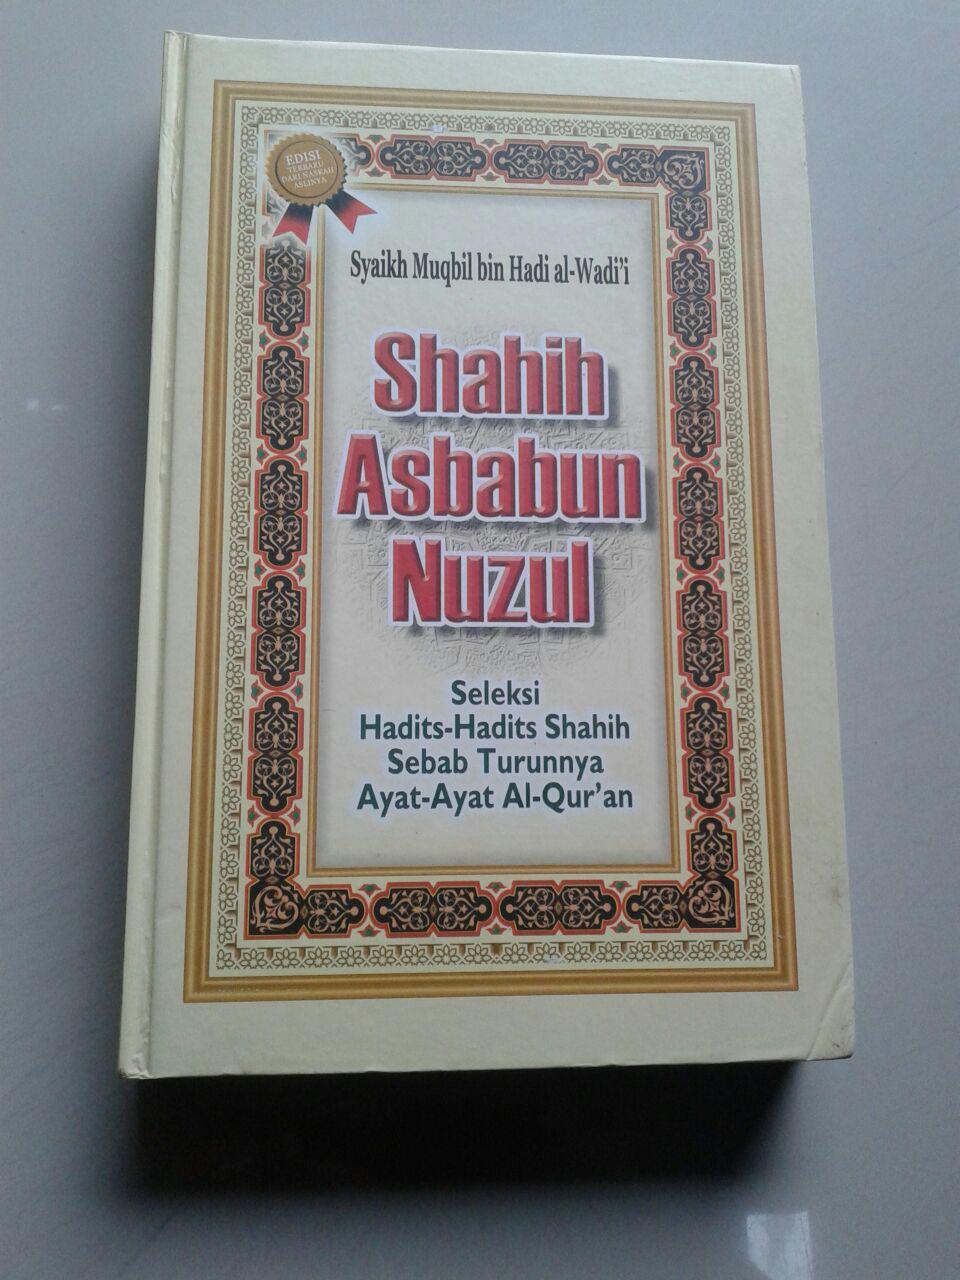 EDISI
TERBARU
DARI NASKAH
ASLINYA
Syaikh Muqbil bin Hadi al-Wadi'i
Shahih
Asbabun
Nuzul
Seleksi
Hadits-Hadits Shahih
Sebab Turunnya
Ayat-Ayat Al-Qur'an